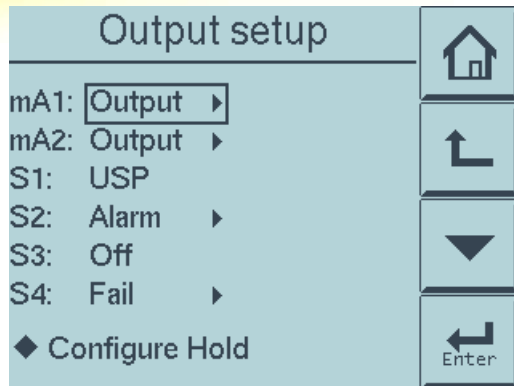 Output setup
mA1: Output
mA2: Output
S1: USP
S2: Alarm
S3: Off
S4: Fail
Configure Hold
Enter